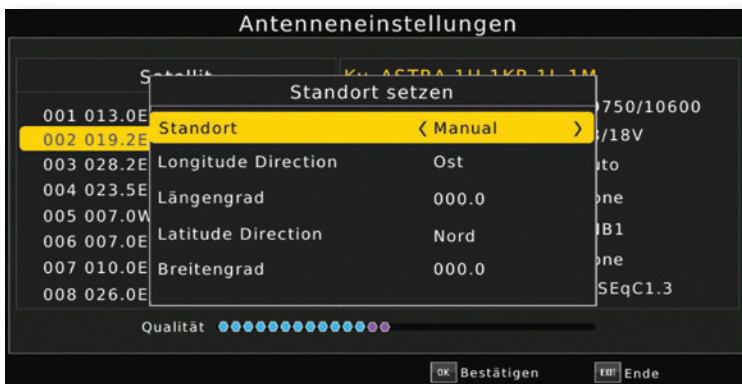 Antenneneinstellungen
Standort setzen
Standort ‹ Manual ›
Longitude Direction Ost
Längengrad 000.0
Latitude Direction Nord
Breitengrad 000.0
001 013.0E
002 019.2E
003 028.2E
004 023.5E
005 007.0W
006 007.0E
007 010.0E
008 026.0E
9750/10600
/18V
SEqC1.3
Qualität
OK Bestätigen
EXIT Ende